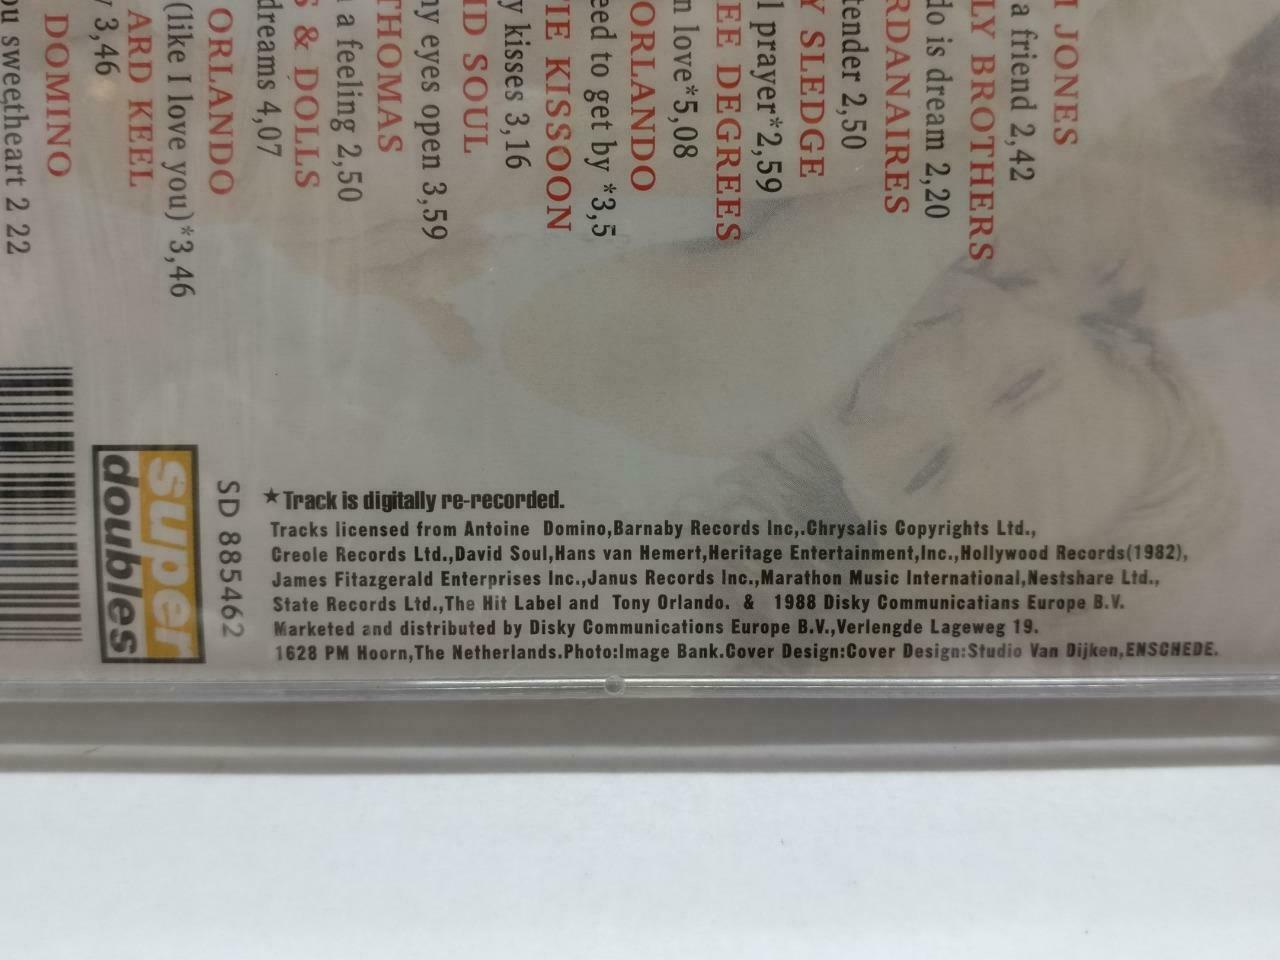 I JONES
a friend 2,42
LY BROTHERS
do is dream 2,20
RDANAIRES
tender 2,50
Y SLEDGE
l prayer*2,59
EE DEGREES
n love*5,08
ORLANDO
eed to get by *3,5
IE KISSOON
y kisses 3,16
ID SOUL
ny eyes open 3,59
THOMAS
a feeling 2,50
S & DOLLS
dreams 4,07
ORLANDO
(like I love you)*3,46
ARD KEEL
y 3,46
DOMINO
ou sweetheart 2 22
super
doubles
SD 885462
★Track is digitally re-recorded.
Tracks licensed from Antoine Domino,Barnaby Records Inc,.Chrysalis Copyrights Ltd.,
Creole Records Ltd.,David Soul,Hans van Hemert,Heritage Entertainment,Inc.,Hollywood Records(1982),
James Fitazgerald Enterprises Inc.,Janus Records Inc.,Marathon Music International,Nestshare Ltd.,
State Records Ltd.,The Hit Label and Tony Orlando. & 1988 Disky Communicatians Europe B.V.
Marketed and distributed by Disky Communications Europe B.V.,Verlengde Lageweg 19.
1628 PM Hoorn,The Netherlands.Photo:Image Bank.Cover Design:Cover Design:Studio Van Dijken,ENSCHEDE.